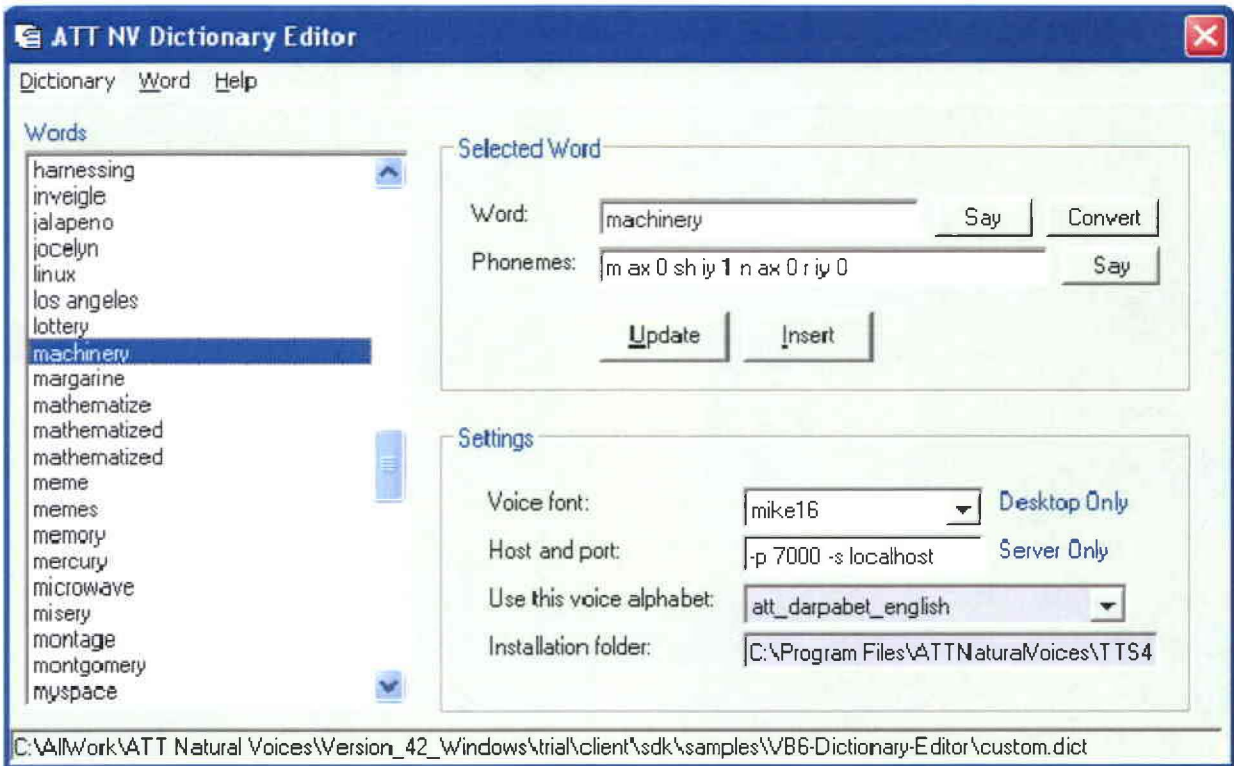 ATT NV Dictionary Editor
Dictionary Word Help
Words
harnessing
inveigle
jalapeno
jocelyn
linux
los angeles
lottery
machinery
margarine
mathematize
mathematized
mathematized
meme
memes
memory
mercury
microwave
misery
montage
montgomery
myspace
Selected Word
Word: machinery Say Convert
Phonemes: m ax 0 sh iy 1 n ax 0 r iy 0 Say
Update Insert
Settings
Voice font: mike16 Desktop Only
Host and port: -p 7000 -s localhost Server Only
Use this voice alphabet: att_darpabet_english
Installation folder: C:\Program Files\ATTNaturalVoices\TTS4
C:\AllWork\ATT Natural Voices\Version_42_Windows\trial\client\sdk\samples\VB6-Dictionary-Editor\custom.dict